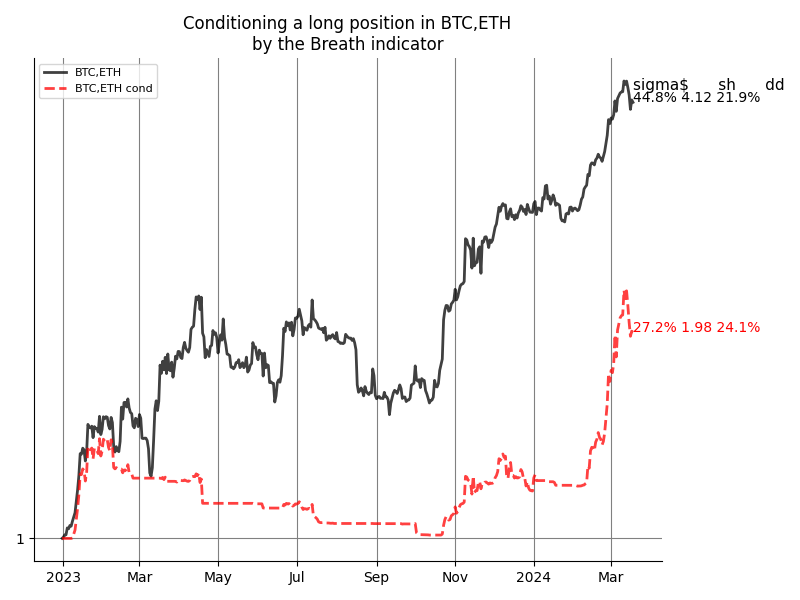 Conditioning a long position in BTC,ETH
by the Breath indicator
BTC,ETH
BTC,ETH cond
sigma$ sh dd
44.8% 4.12 21.9%
27.2% 1.98 24.1%
1
2023 Mar May Jul Sep Nov 2024 Mar